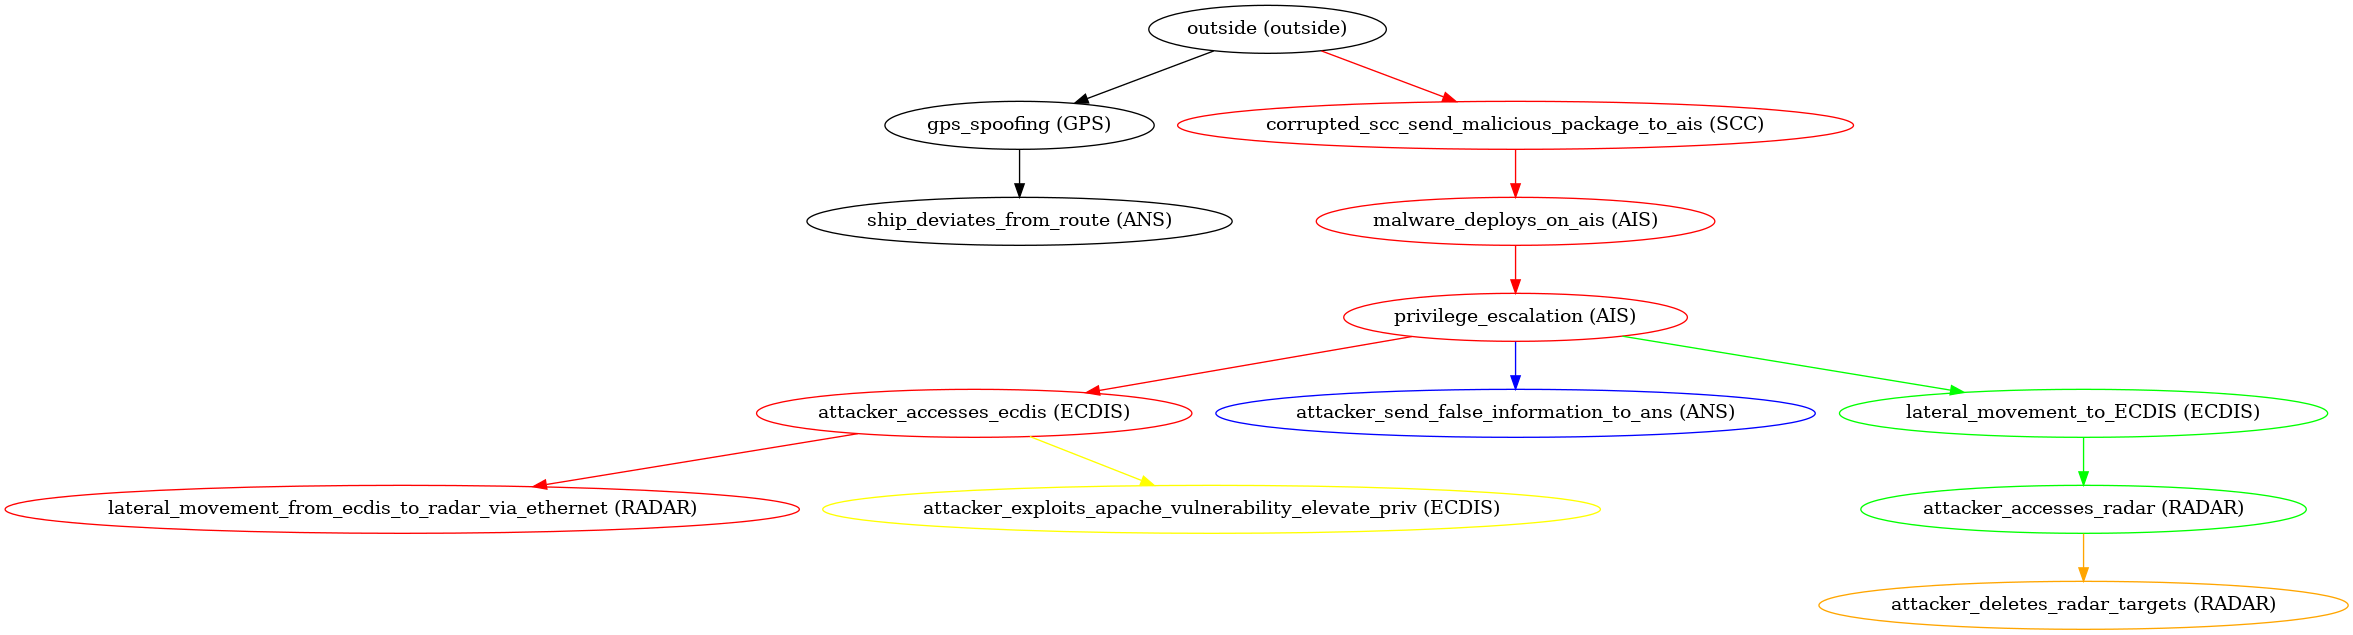 outside (outside)
gps_spoofing (GPS)
corrupted_scc_send_malicious_package_to_ais (SCC)
ship_deviates_from_route (ANS)
malware_deploys_on_ais (AIS)
privilege_escalation (AIS)
attacker_accesses_ecdis (ECDIS)
attacker_send_false_information_to_ans (ANS)
lateral_movement_to_ECDIS (ECDIS)
lateral_movement_from_ecdis_to_radar_via_ethernet (RADAR)
attacker_exploits_apache_vulnerability_elevate_priv (ECDIS)
attacker_accesses_radar (RADAR)
attacker_deletes_radar_targets (RADAR)